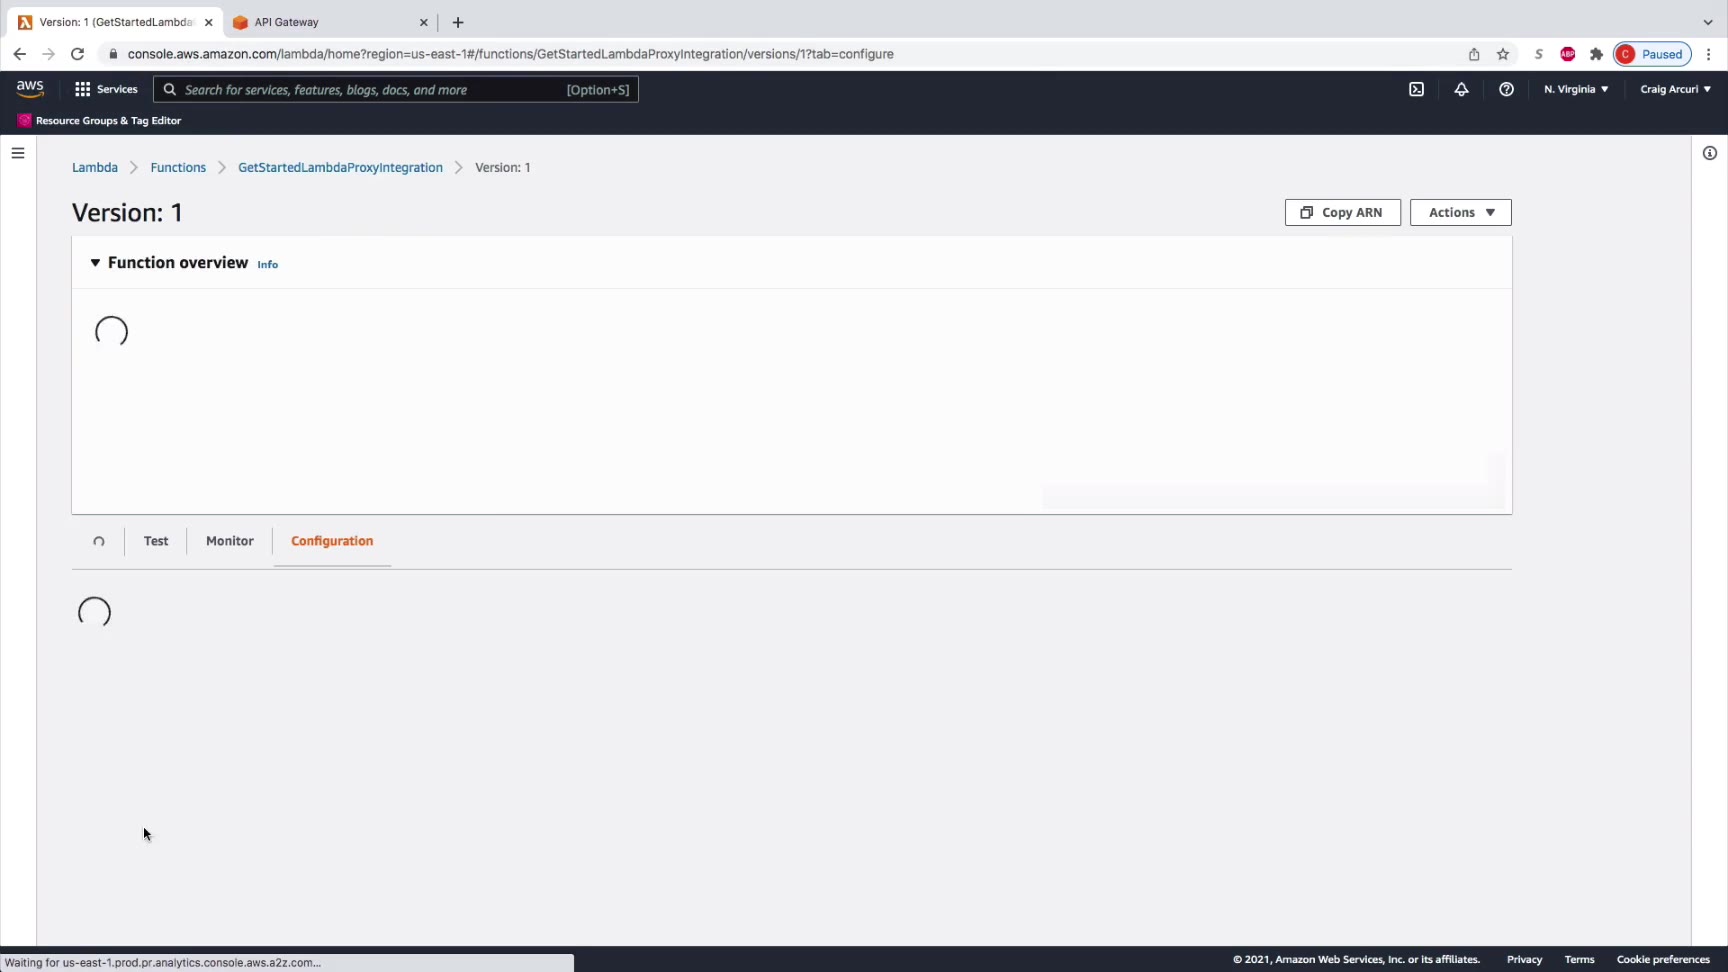 Version: 1 (GetStartedLambda
API Gateway
console.aws.amazon.com/lambda/home?region=us-east-1#/functions/GetStartedLambdaProxyIntegration/versions/1?tab=configure
S
ABP
C Paused
aws
Services
Search for services, features, blogs, docs, and more [Option+S]
N. Virginia ▼
Craig Arcuri ▼
Resource Groups & Tag Editor
Lambda
Functions
GetStartedLambdaProxyIntegration
Version: 1
Version: 1
Copy ARN
Actions ▼
▼ Function overview Info
Test
Monitor
Configuration
Waiting for us-east-1.prod.pr.analytics.console.aws.a2z.com...
© 2021, Amazon Web Services, Inc. or its affiliates. Privacy Terms Cookie preferences